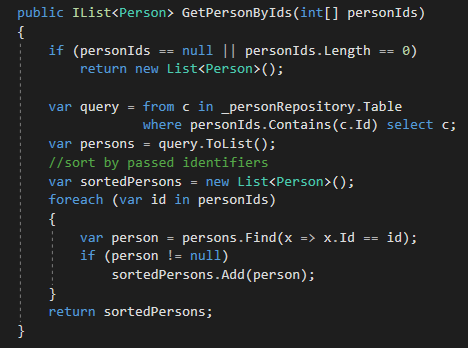 public IList<Person> GetPersonByIds(int[] personIds)
{
    if (personIds == null || personIds.Length == 0)
        return new List<Person>();

    var query = from c in _personRepository.Table
                where personIds.Contains(c.Id) select c;
    var persons = query.ToList();
    //sort by passed identifiers
    var sortedPersons = new List<Person>();
    foreach (var id in personIds)
    {
        var person = persons.Find(x => x.Id == id);
        if (person != null)
            sortedPersons.Add(person);
    }
    return sortedPersons;
}